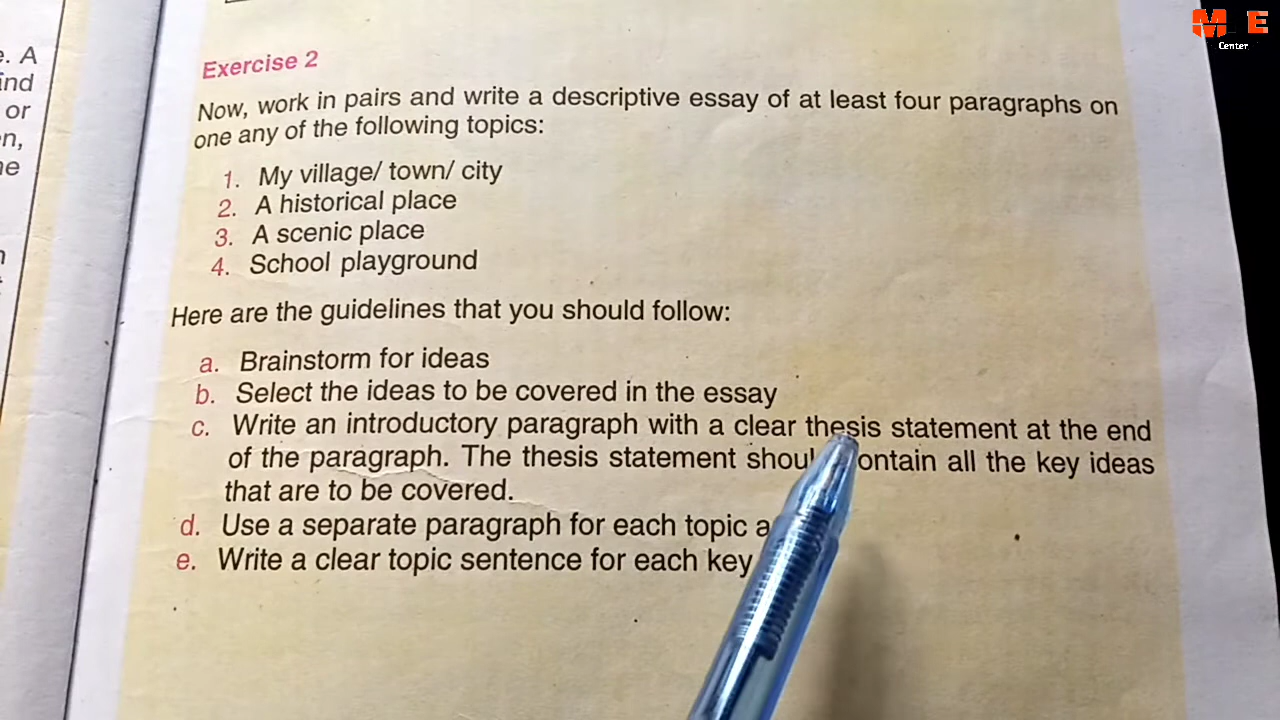 M E
Center
e. A
ind
or
n,
e
Exercise 2
Now, work in pairs and write a descriptive essay of at least four paragraphs on
one any of the following topics:
1. My village/ town/ city
2. A historical place
3. A scenic place
4. School playground
Here are the guidelines that you should follow:
a. Brainstorm for ideas
b. Select the ideas to be covered in the essay
c. Write an introductory paragraph with a clear thesis statement at the end
of the paragraph. The thesis statement shoul ontain all the key ideas
that are to be covered.
d. Use a separate paragraph for each topic a
e. Write a clear topic sentence for each key